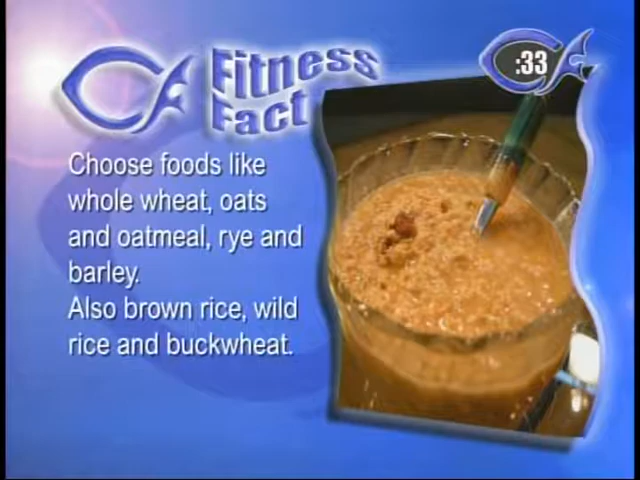 Fitness
Fact
:33
Choose foods like
whole wheat, oats
and oatmeal, rye and
barley.
Also brown rice, wild
rice and buckwheat.